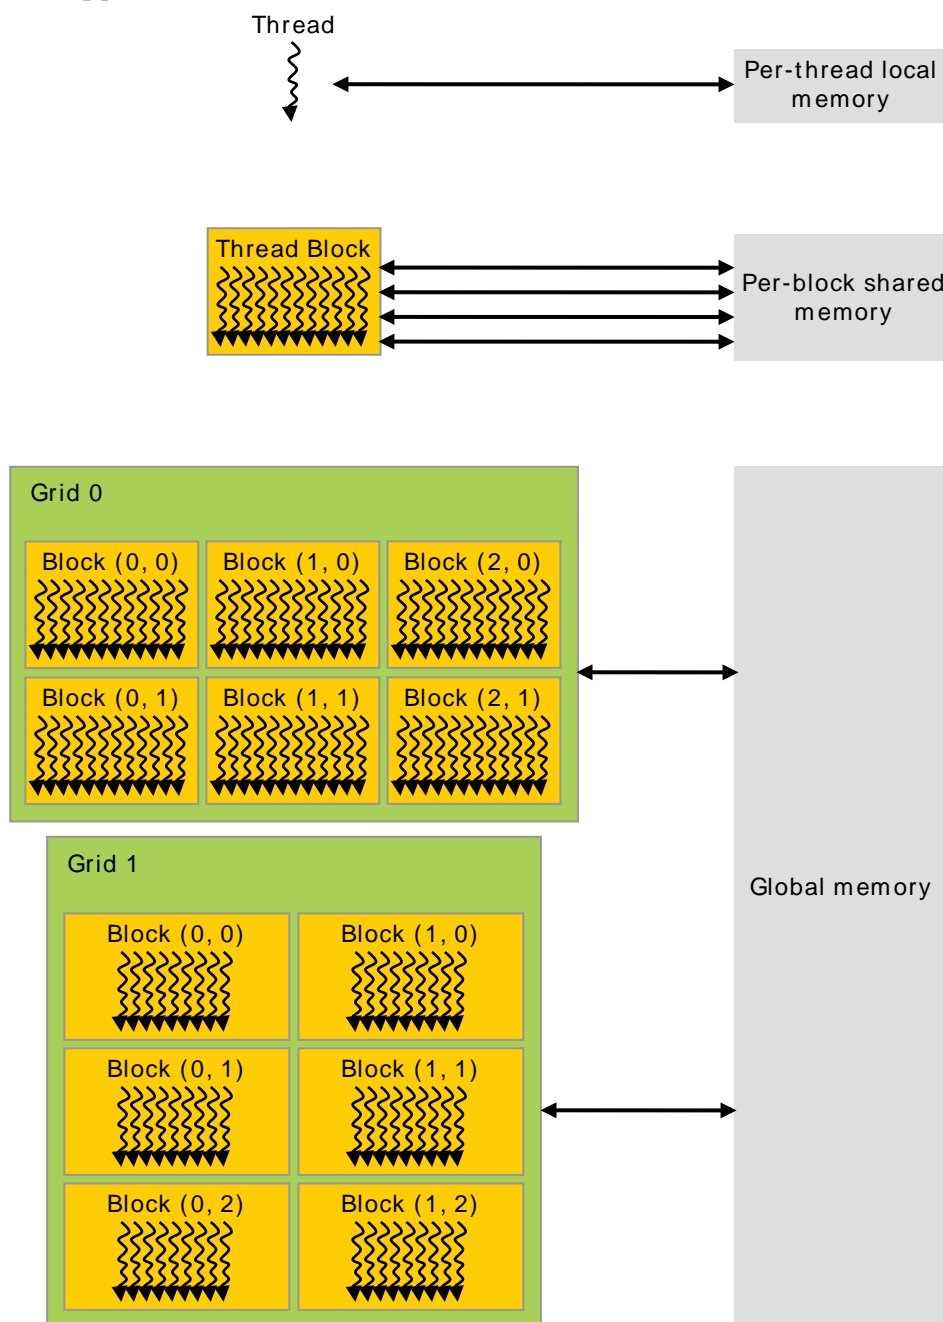 Thread
Per-thread local
memory
Thread Block
Per-block shared
memory
Grid 0
Block (0, 0)
Block (1, 0)
Block (2, 0)
Block (0, 1)
Block (1, 1)
Block (2, 1)
Grid 1
Global memory
Block (0, 0)
Block (1, 0)
Block (0, 1)
Block (1, 1)
Block (0, 2)
Block (1, 2)